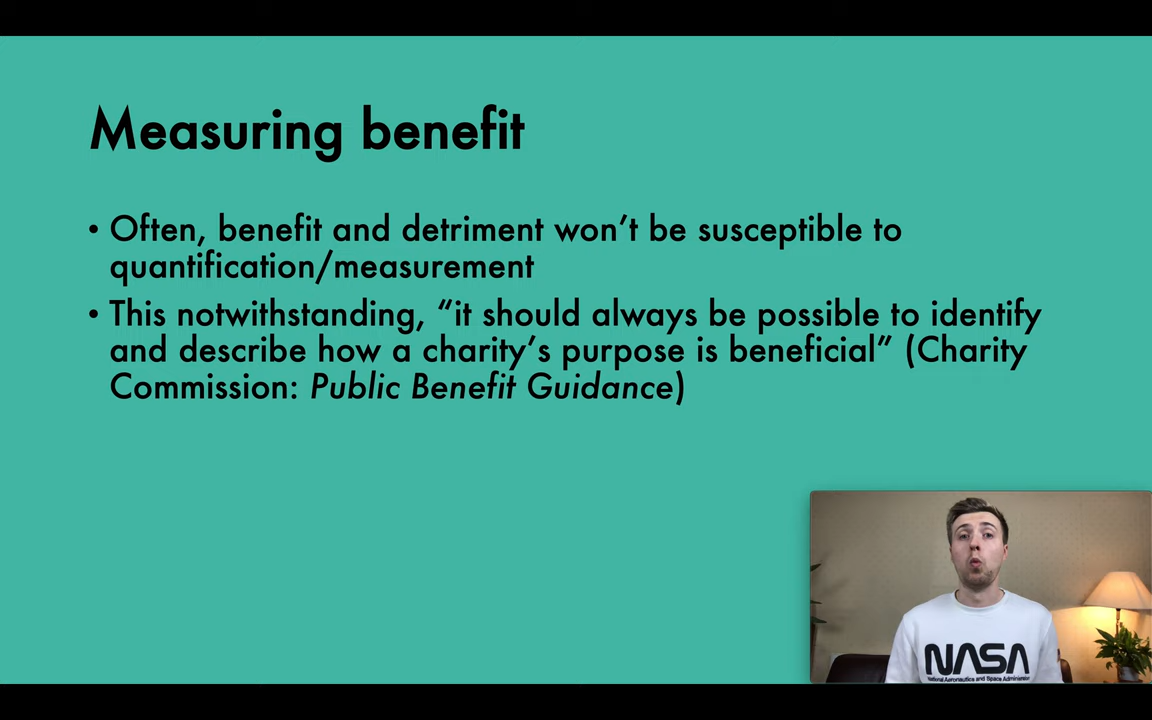 Measuring benefit
• Often, benefit and detriment won’t be susceptible to
quantification/measurement
• This notwithstanding, “it should always be possible to identify
and describe how a charity’s purpose is beneficial” (Charity
Commission: Public Benefit Guidance)
NASA
National Aeronautics and Space Administration